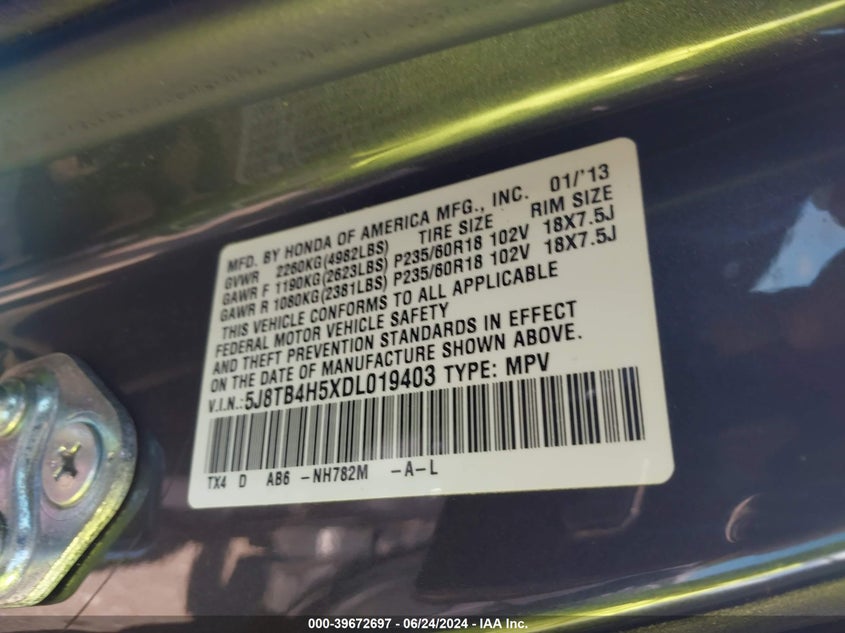 MFD. BY HONDA OF AMERICA MFG., INC. 01/'13
GVWR 2260KG(4982LBS) TIRE SIZE RIM SIZE
GAWR F 1190KG(2623LBS) P235/60R18 102V 18X7.5J
GAWR R 1080KG(2381LBS) P235/60R18 102V 18X7.5J
THIS VEHICLE CONFORMS TO ALL APPLICABLE
FEDERAL MOTOR VEHICLE SAFETY
AND THEFT PREVENTION STANDARDS IN EFFECT
ON THE DATE OF MANUFACTURE SHOWN ABOVE.
V.I.N.:5J8TB4H5XDL019403 TYPE: MPV
TX4 D AB6 -NH782M -A-L
000-39672697 - 06/24/2024 - IAA Inc.